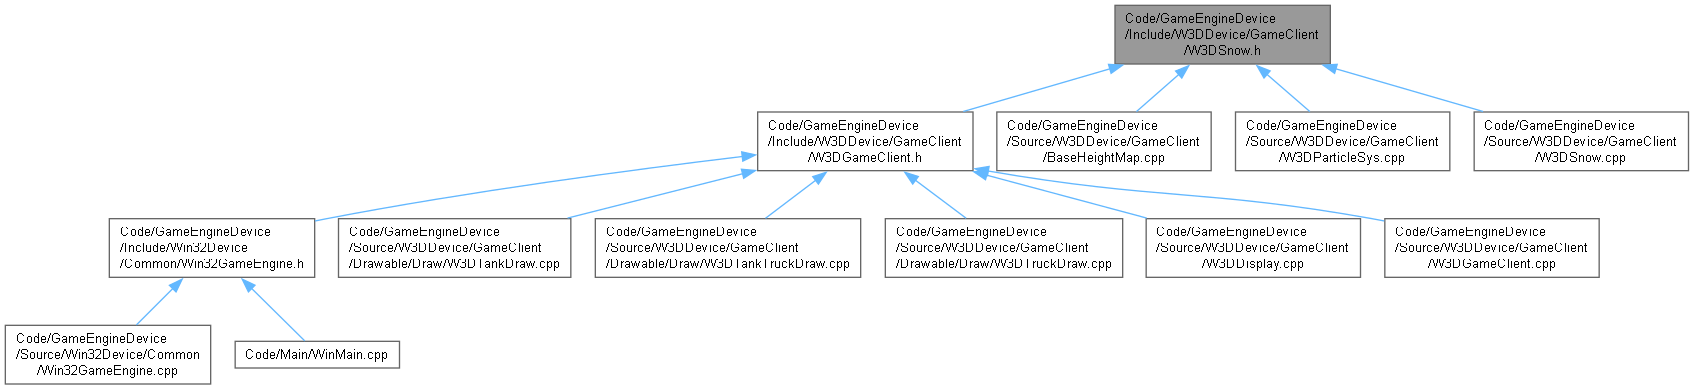 Code/GameEngineDevice
/Include/W3DDevice/GameClient
/W3DSnow.h
Code/GameEngineDevice
/Include/W3DDevice/GameClient
/W3DGameClient.h
Code/GameEngineDevice
/Source/W3DDevice/GameClient
/BaseHeightMap.cpp
Code/GameEngineDevice
/Source/W3DDevice/GameClient
/W3DParticleSys.cpp
Code/GameEngineDevice
/Source/W3DDevice/GameClient
/W3DSnow.cpp
Code/GameEngineDevice
/Include/Win32Device
/Common/Win32GameEngine.h
Code/GameEngineDevice
/Source/W3DDevice/GameClient
/Drawable/Draw/W3DTankDraw.cpp
Code/GameEngineDevice
/Source/W3DDevice/GameClient
/Drawable/Draw/W3DTankTruckDraw.cpp
Code/GameEngineDevice
/Source/W3DDevice/GameClient
/Drawable/Draw/W3DTruckDraw.cpp
Code/GameEngineDevice
/Source/W3DDevice/GameClient
/W3DDisplay.cpp
Code/GameEngineDevice
/Source/W3DDevice/GameClient
/W3DGameClient.cpp
Code/GameEngineDevice
/Source/Win32Device/Common
/Win32GameEngine.cpp
Code/Main/WinMain.cpp